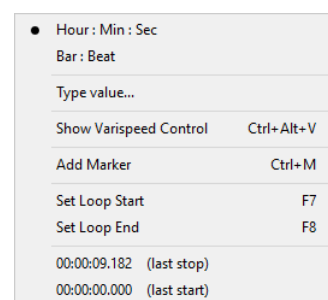 Hour : Min : Sec
Bar : Beat
Type value...
Show Varispeed Control Ctrl+Alt+V
Add Marker Ctrl+M
Set Loop Start F7
Set Loop End F8
00:00:09.182 (last stop)
00:00:00.000 (last start)